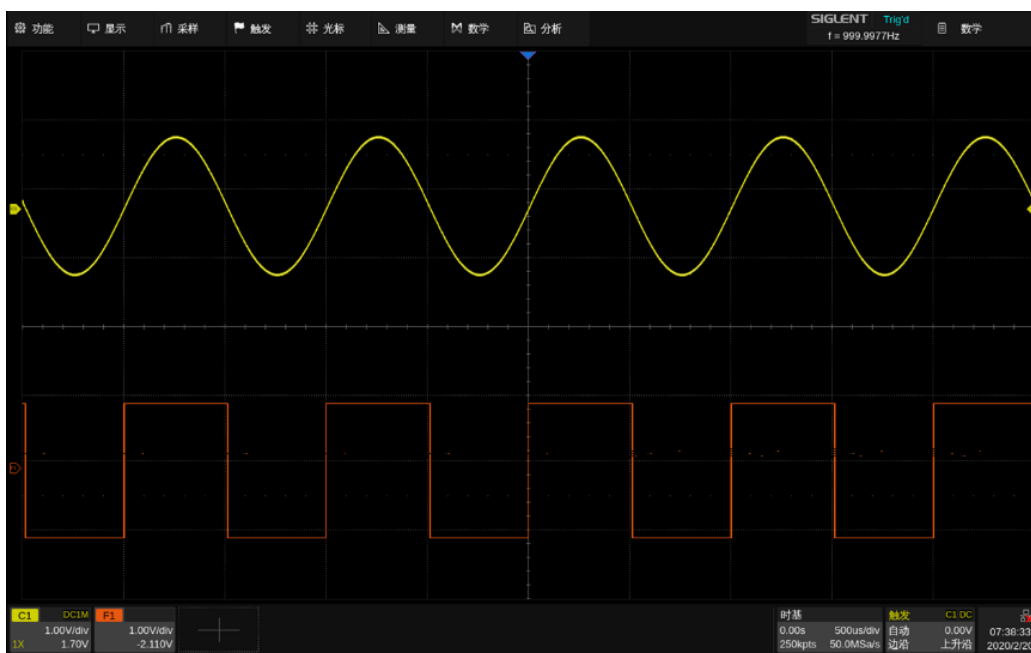 功能 显示 采样 触发 光标 测量 数学 分析 SIGLENT Trig'd 数学
f = 999.9977Hz
C1 DC1M F1 时基 触发 C1 DC
1.00V/div 1.00V/div 0.00s 500us/div 自动 0.00V 07:38:33
1X 1.70V -2.110V 250kpts 50.0MSa/s 边沿 上升沿